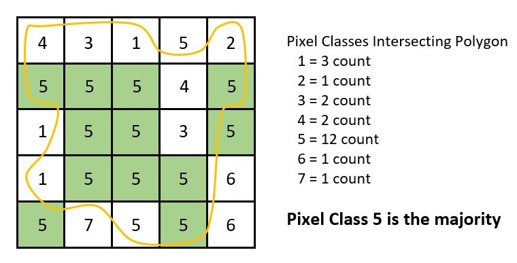 4 3 1 5 2
5 5 5 4 5
1 5 5 3 5
1 5 5 5 6
5 7 5 5 6
Pixel Classes Intersecting Polygon
1 = 3 count
2 = 1 count
3 = 2 count
4 = 2 count
5 = 12 count
6 = 1 count
7 = 1 count
Pixel Class 5 is the majority